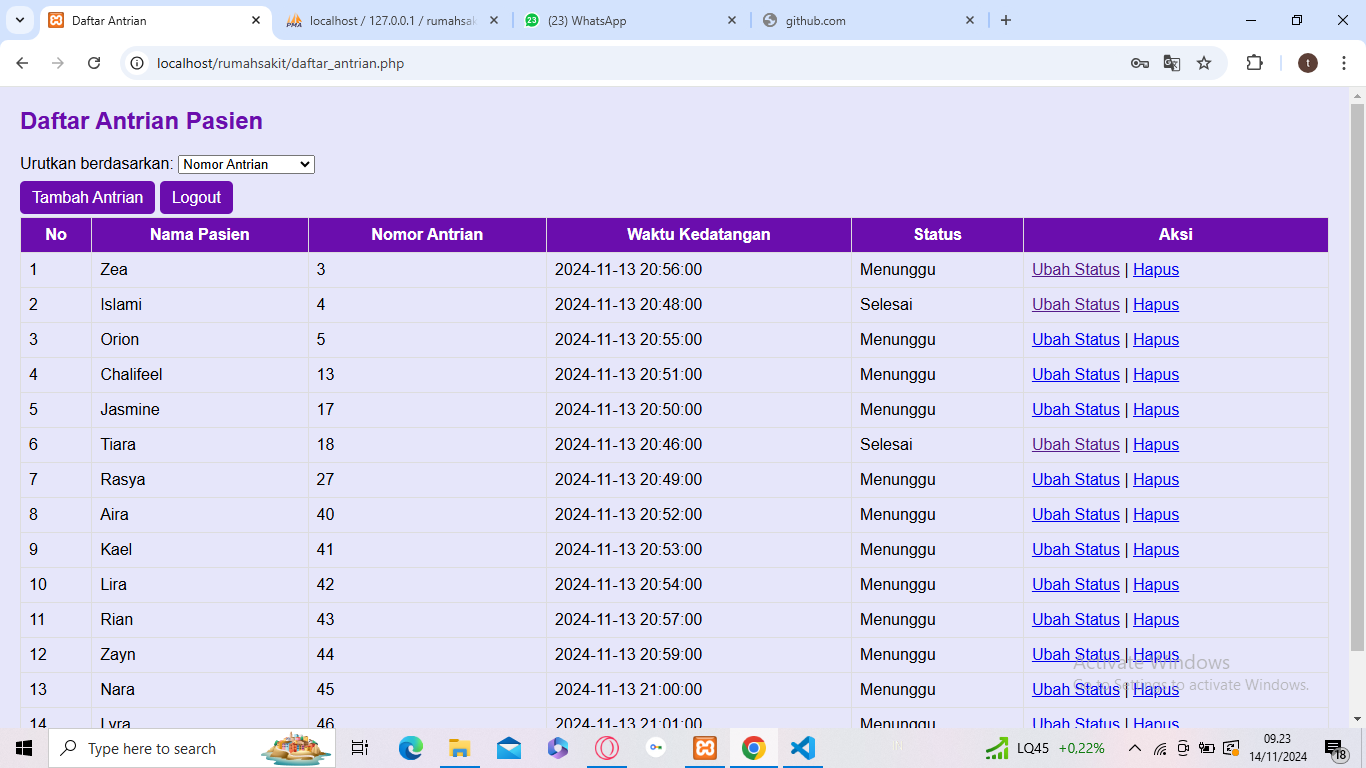 Daftar Antrian
localhost / 127.0.0.1 / rumahsak
(23) WhatsApp
github.com
localhost/rumahsakit/daftar_antrian.php
t
Daftar Antrian Pasien
Urutkan berdasarkan: Nomor Antrian
Tambah Antrian Logout
No Nama Pasien Nomor Antrian Waktu Kedatangan Status Aksi
1 Zea 3 2024-11-13 20:56:00 Menunggu Ubah Status | Hapus
2 Islami 4 2024-11-13 20:48:00 Selesai Ubah Status | Hapus
3 Orion 5 2024-11-13 20:55:00 Menunggu Ubah Status | Hapus
4 Chalifeel 13 2024-11-13 20:51:00 Menunggu Ubah Status | Hapus
5 Jasmine 17 2024-11-13 20:50:00 Menunggu Ubah Status | Hapus
6 Tiara 18 2024-11-13 20:46:00 Selesai Ubah Status | Hapus
7 Rasya 27 2024-11-13 20:49:00 Menunggu Ubah Status | Hapus
8 Aira 40 2024-11-13 20:52:00 Menunggu Ubah Status | Hapus
9 Kael 41 2024-11-13 20:53:00 Menunggu Ubah Status | Hapus
10 Lira 42 2024-11-13 20:54:00 Menunggu Ubah Status | Hapus
11 Rian 43 2024-11-13 20:57:00 Menunggu Ubah Status | Hapus
12 Zayn 44 2024-11-13 20:59:00 Menunggu Ubah Status | Hapus
13 Nara 45 2024-11-13 21:00:00 Menunggu Ubah Status | Hapus
14 Lyra 46 2024-11-13 21:01:00 Menunggu Ubah Status | Hapus
Activate Windows
Go to Settings to activate Windows.
Type here to search
LQ45 +0,22%
09.23
14/11/2024
18